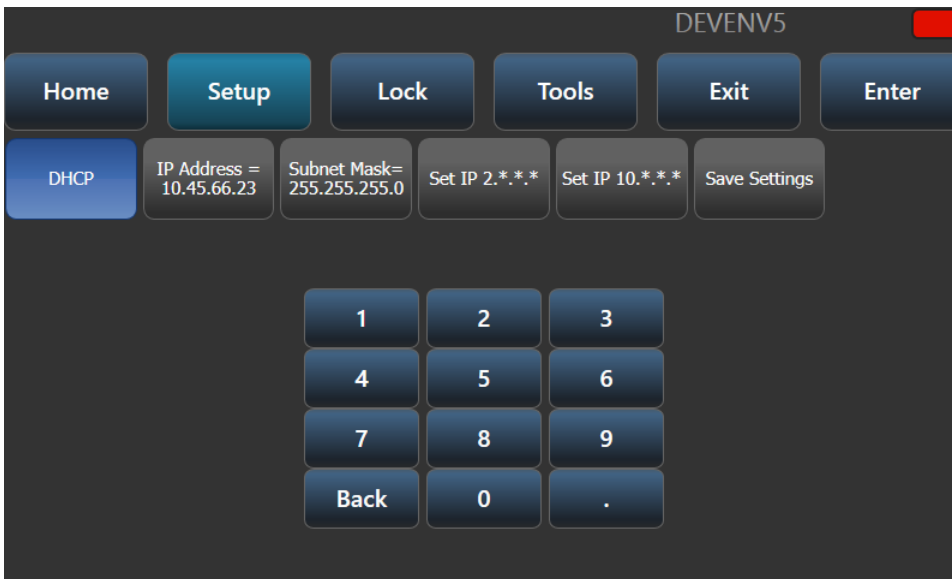 DEVENV5
Home Setup Lock Tools Exit Enter
DHCP
IP Address =
10.45.66.23
Subnet Mask=
255.255.255.0
Set IP 2.*.*.*
Set IP 10.*.*.*
Save Settings
1 2 3
4 5 6
7 8 9
Back 0 .